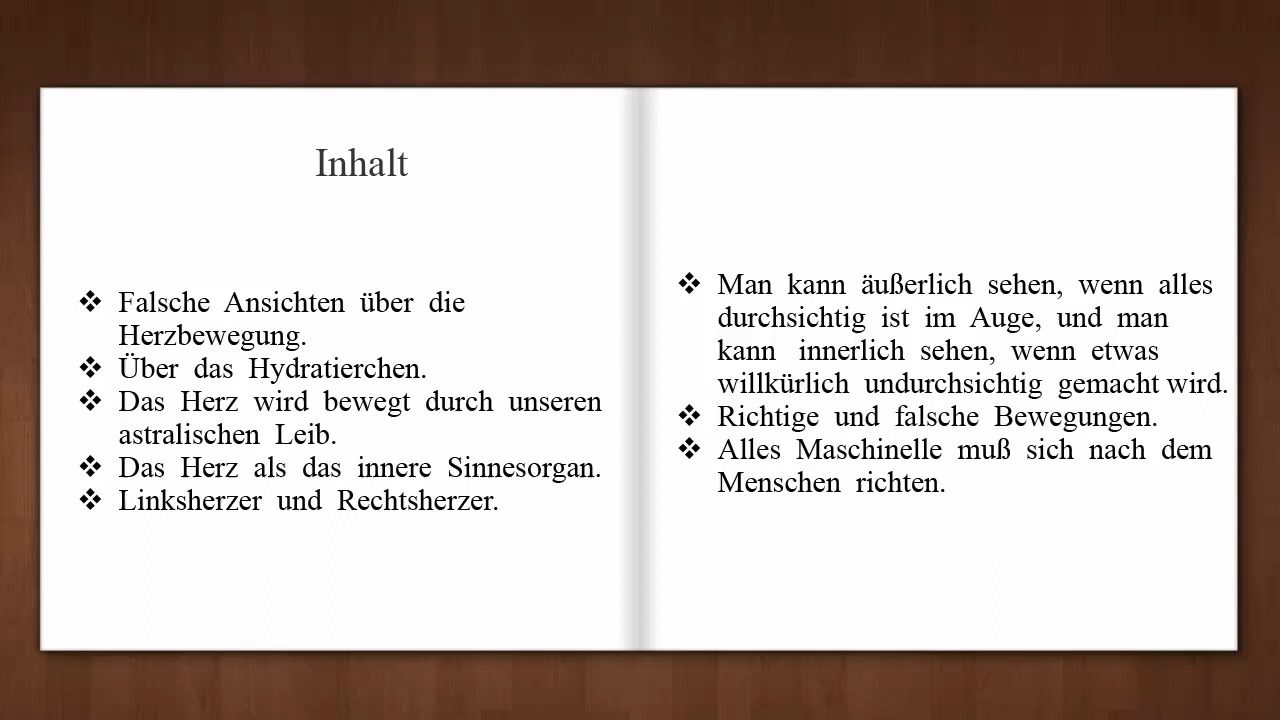 Inhalt
❖ Falsche Ansichten über die
Herzbewegung.
❖ Über das Hydratierchen.
❖ Das Herz wird bewegt durch unseren
astralischen Leib.
❖ Das Herz als das innere Sinnesorgan.
❖ Linksherzer und Rechtsherzer.
❖ Man kann äußerlich sehen, wenn alles
durchsichtig ist im Auge, und man
kann innerlich sehen, wenn etwas
willkürlich undurchsichtig gemacht wird.
❖ Richtige und falsche Bewegungen.
❖ Alles Maschinelle muß sich nach dem
Menschen richten.